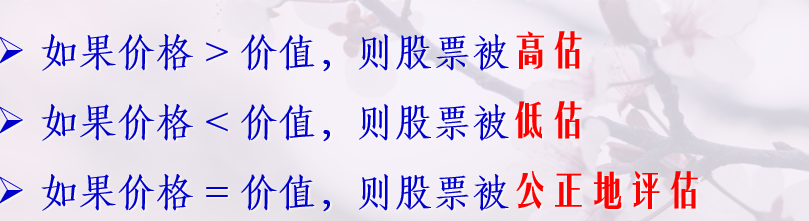 如果价格 > 价值，则股票被高估
如果价格 < 价值，则股票被低估
如果价格 = 价值，则股票被公正地评估